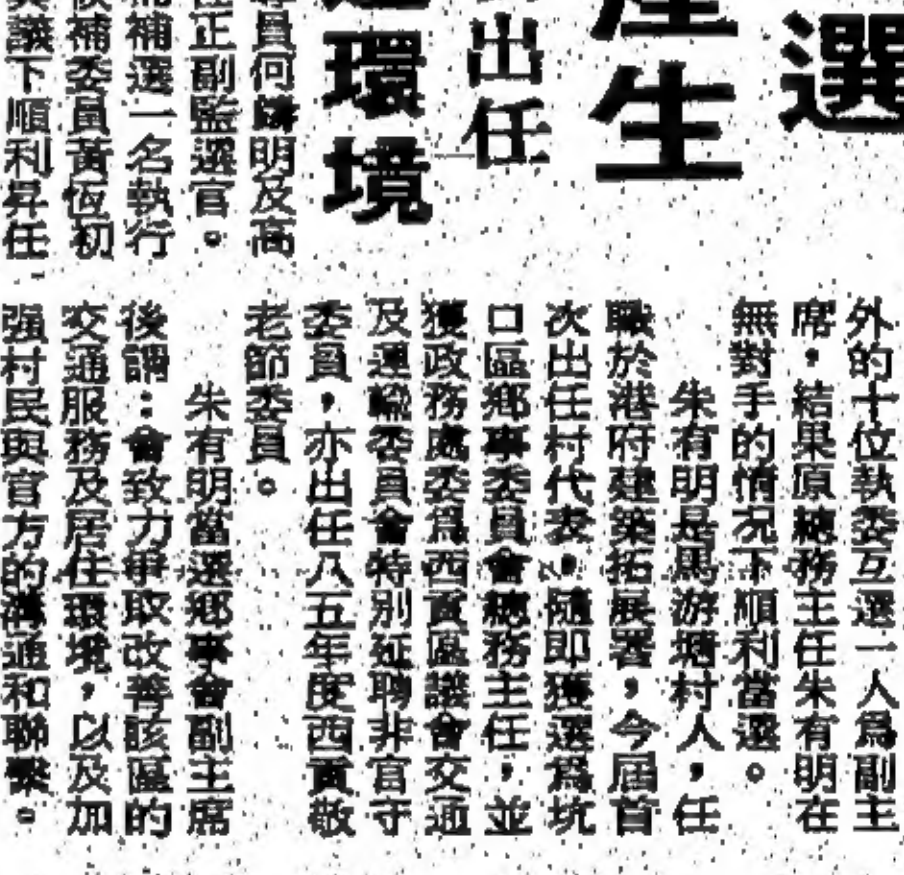 選
產生
出任
環境
專員何明及高
正副監選官。
補選一名執行
候補委員黃恆初
議下順利昇任
外的十位執委互選一人爲副主
席，結果原總務主任朱有明在
無對手的情况下順利當選。
朱有明是馬游塘村人，任
職於港府建築拓展署，今屆首
次出任村代表，隨即獲選爲坑
口區鄉事委員會總務主任，並
獲政務處委爲西貢區議會交通
及運輸委員會特別延聘非官守
委員，亦出任八五年度西貢敬
老節委員。
朱有明當選鄉事會副主席
後謂：會致力爭取改善該區的
交通服務及居住環境，以及加
强村民與官方的溝通和聯繫。